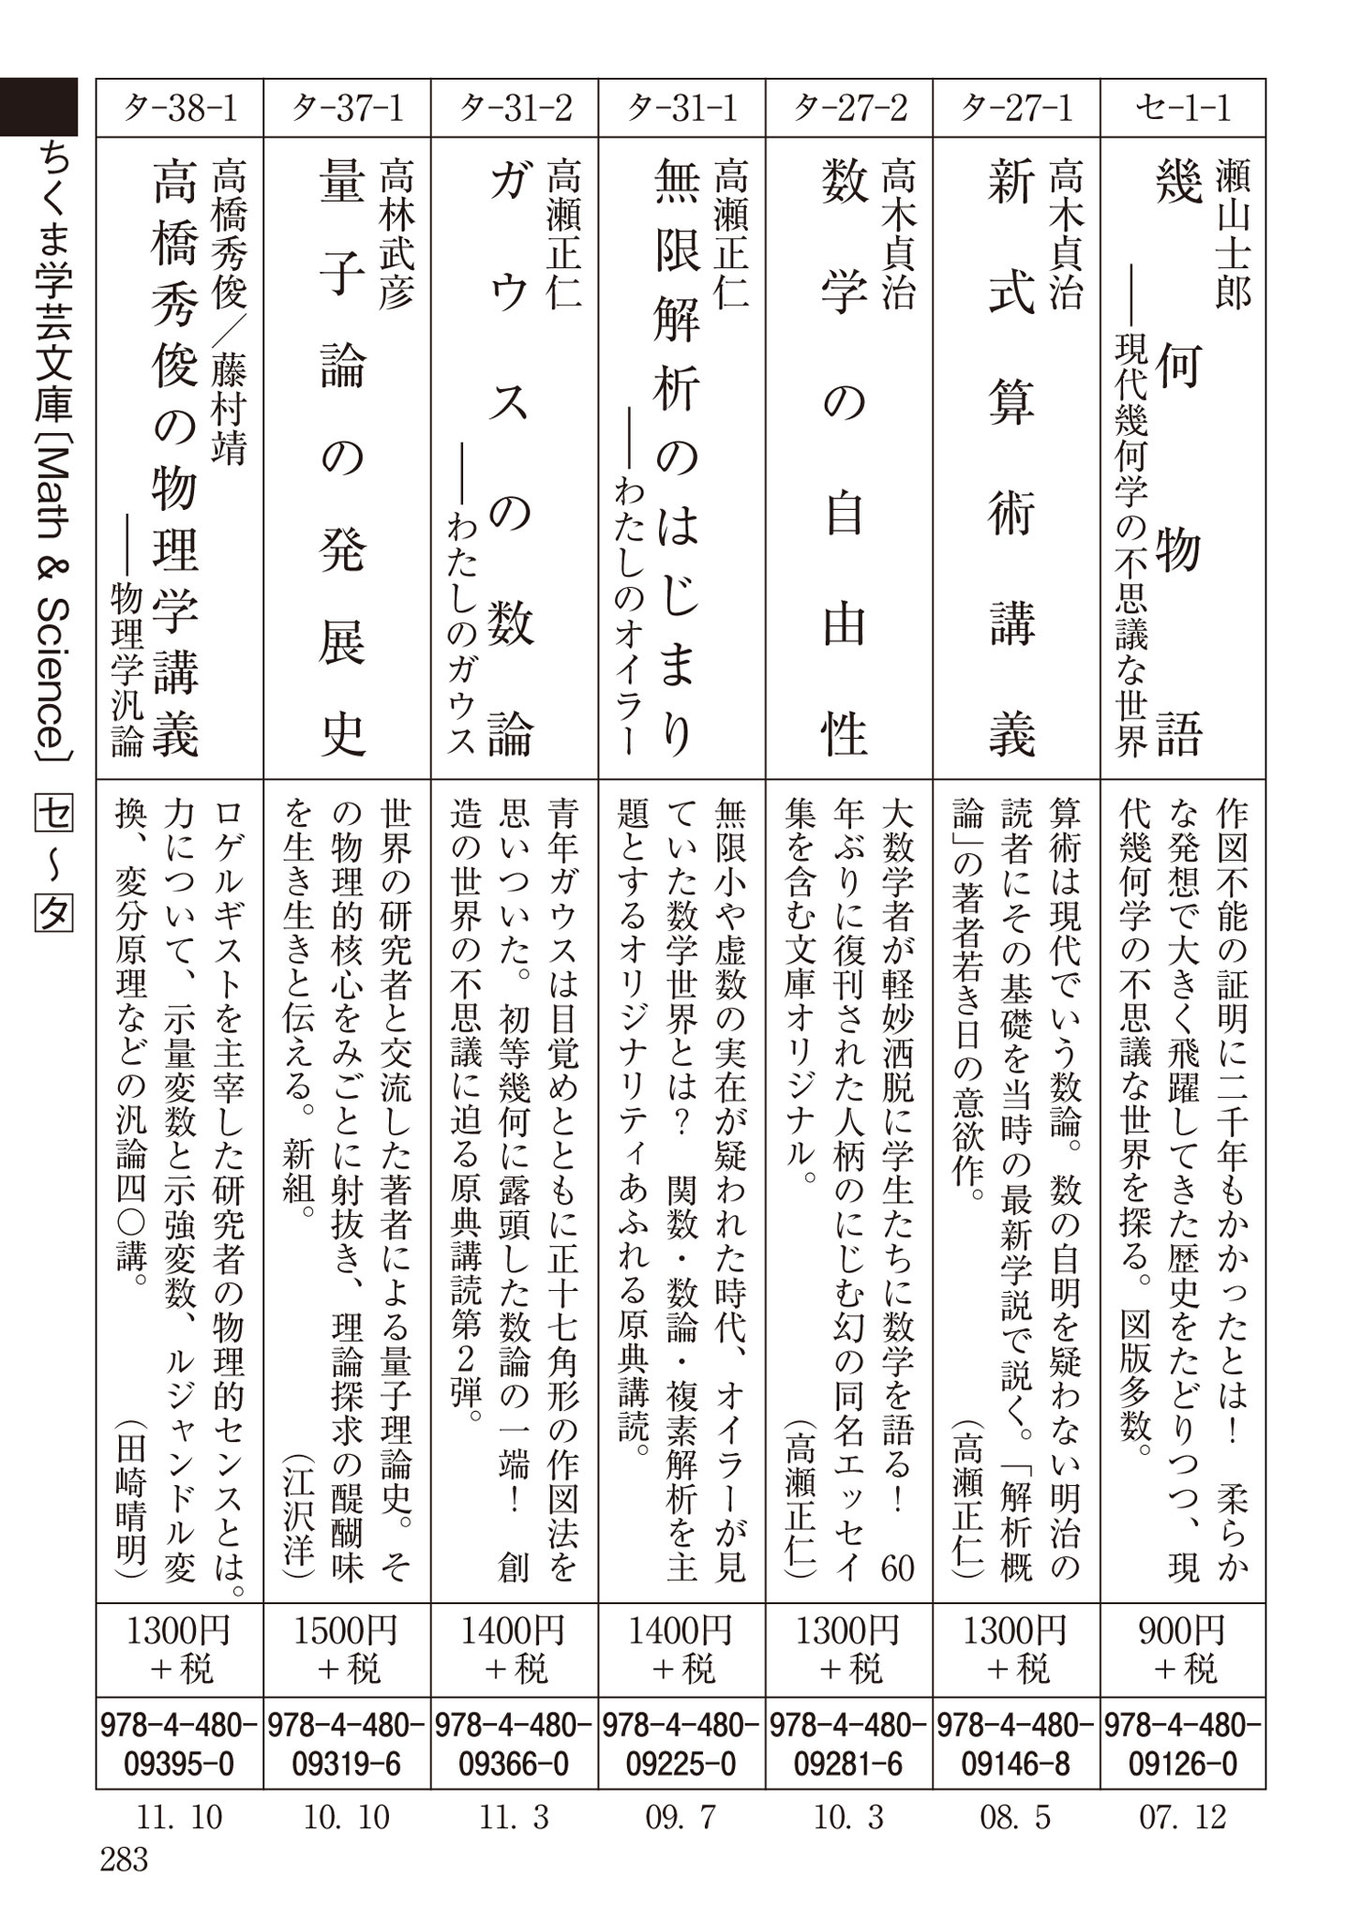 ちくま学芸文庫〔Math & Science〕 セ〜タ
セ-1-1
瀬山士郎
幾何物語
――現代幾何学の不思議な世界
作図不能の証明に二千年もかかったとは！　柔らか
な発想で大きく飛躍してきた歴史をたどりつつ、現
代幾何学の不思議な世界を探る。図版多数。
900円
＋税
978-4-480-
09126-0
07. 12
タ-27-1
高木貞治
新式算術講義
算術は現代でいう数論。数の自明を疑わない明治の
読者にその基礎を当時の最新学説で説く。「解析概
論」の著者若き日の意欲作。
（高瀬正仁）
1300円
＋税
978-4-480-
09146-8
08. 5
タ-27-2
高木貞治
数学の自由性
大数学者が軽妙洒脱に学生たちに数学を語る！　60
年ぶりに復刊された人柄のにじむ幻の同名エッセイ
集を含む文庫オリジナル。
（高瀬正仁）
1300円
＋税
978-4-480-
09281-6
10. 3
タ-31-1
高瀬正仁
無限解析のはじまり
――わたしのオイラー
無限小や虚数の実在が疑われた時代、オイラーが見
ていた数学世界とは？　関数・数論・複素解析を主
題とするオリジナリティあふれる原典講読。
1400円
＋税
978-4-480-
09225-0
09. 7
タ-31-2
高瀬正仁
ガウスの数論
――わたしのガウス
青年ガウスは目覚めとともに正十七角形の作図法を
思いついた。初等幾何に露頭した数論の一端！　創
造の世界の不思議に迫る原典講読第２弾。
1400円
＋税
978-4-480-
09366-0
11. 3
タ-37-1
高林武彦
量子論の発展史
世界の研究者と交流した著者による量子理論史。そ
の物理的核心をみごとに射抜き、理論探求の醍醐味
を生き生きと伝える。新組。
（江沢洋）
1500円
＋税
978-4-480-
09319-6
10. 10
タ-38-1
高橋秀俊／藤村靖
高橋秀俊の物理学講義
――物理学汎論
ロゲルギストを主宰した研究者の物理的センスとは。
力について、示量変数と示強変数、ルジャンドル変
換、変分原理などの汎論四〇講。
（田崎晴明）
1300円
＋税
978-4-480-
09395-0
11. 10
283